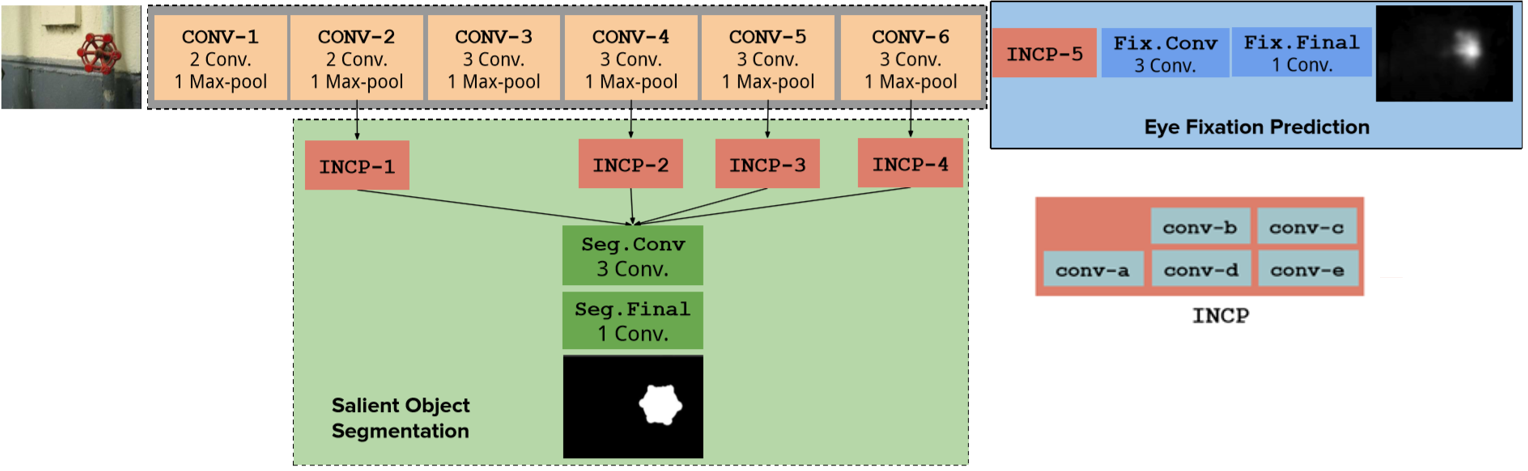 CONV-1
2 Conv.
1 Max-pool
CONV-2
2 Conv.
1 Max-pool
CONV-3
3 Conv.
1 Max-pool
CONV-4
3 Conv.
1 Max-pool
CONV-5
3 Conv.
1 Max-pool
CONV-6
3 Conv.
1 Max-pool
INCP-5
Fix.Conv
3 Conv.
Fix.Final
1 Conv.
Eye Fixation Prediction
INCP-1
INCP-2
INCP-3
INCP-4
Seg.Conv
3 Conv.
Seg.Final
1 Conv.
Salient Object
Segmentation
conv-b
conv-c
conv-a
conv-d
conv-e
INCP